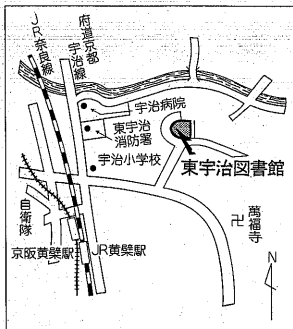 JR奈良線
府道京都
宇治線
宇治病院
東宇治
消防署
宇治小学校
東宇治図書館
自衛隊
萬福寺
卍
京阪黄檗駅
JR黄檗駅
N